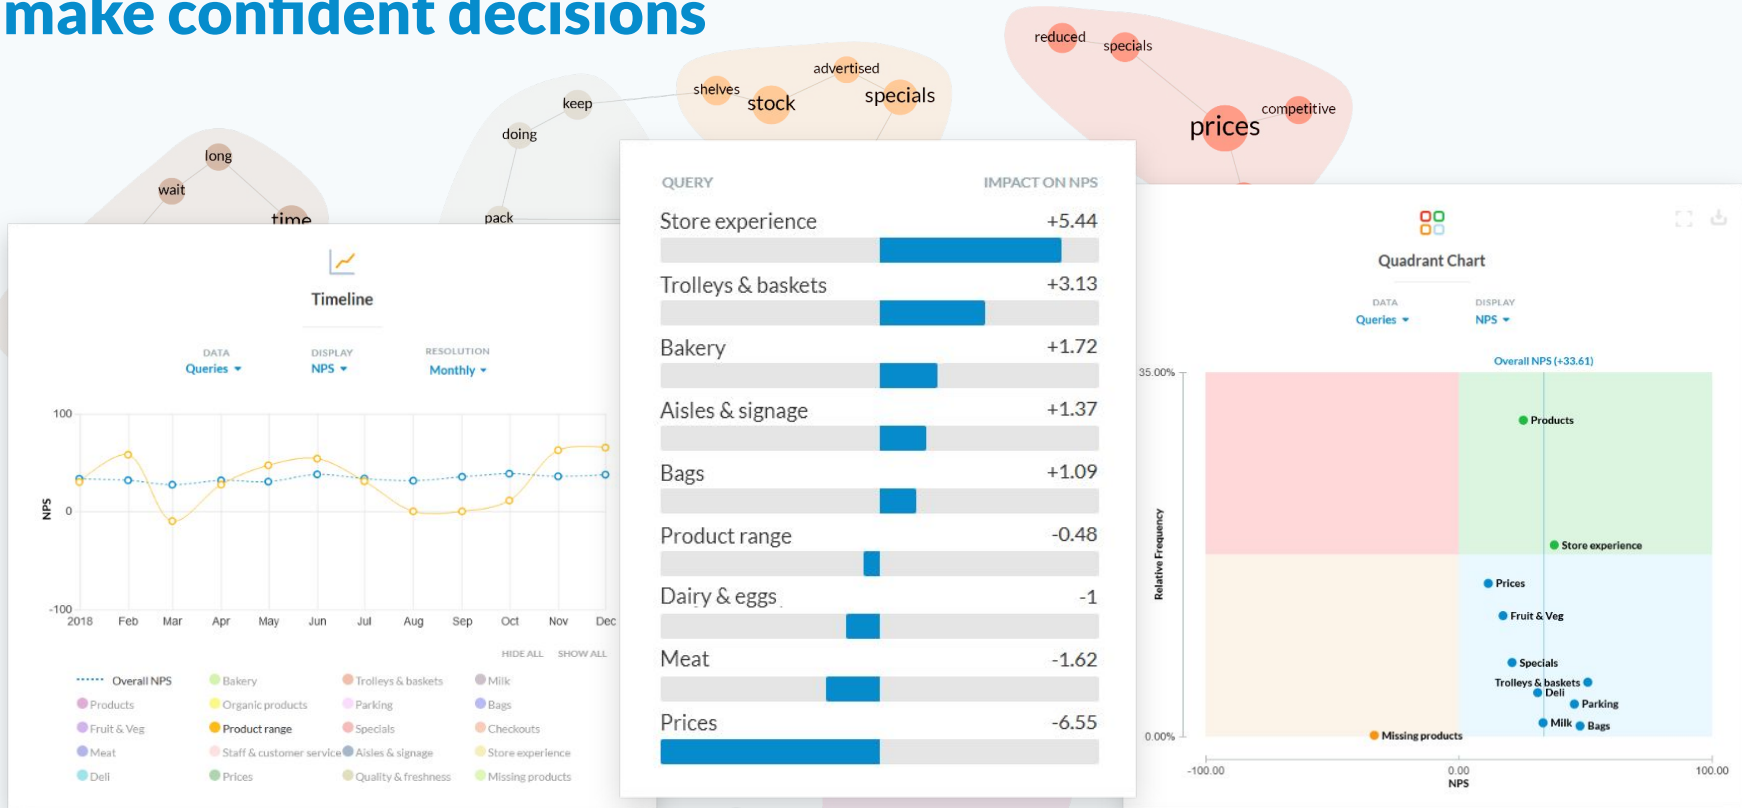 make confident decisions
reduced
specials
advertised
shelves
stock
specials
keep
doing
pack
competitive
prices
long
wait
time
Timeline
DATA
DISPLAY
RESOLUTION
Queries
NPS
Monthly
100
0
-100
NPS
2018 Feb Mar Apr May Jun Jul Aug Sep Oct Nov Dec
HIDE ALL SHOW ALL
Overall NPS Bakery Trolleys & baskets Milk
Products Organic products Parking Bags
Fruit & Veg Product range Specials Checkouts
Meat Staff & customer service Aisles & signage Store experience
Deli Prices Quality & freshness Missing products
QUERY IMPACT ON NPS
Store experience +5.44
Trolleys & baskets +3.13
Bakery +1.72
Aisles & signage +1.37
Bags +1.09
Product range -0.48
Dairy & eggs -1
Meat -1.62
Prices -6.55
Quadrant Chart
DATA DISPLAY
Queries NPS
Overall NPS (+33.61)
35.00%
Relative Frequency
Products
Store experience
Prices
Fruit & Veg
Specials
Trolleys & baskets
Deli
Parking
Milk Bags
Missing products
0.00%
-100.00 0.00 100.00
NPS